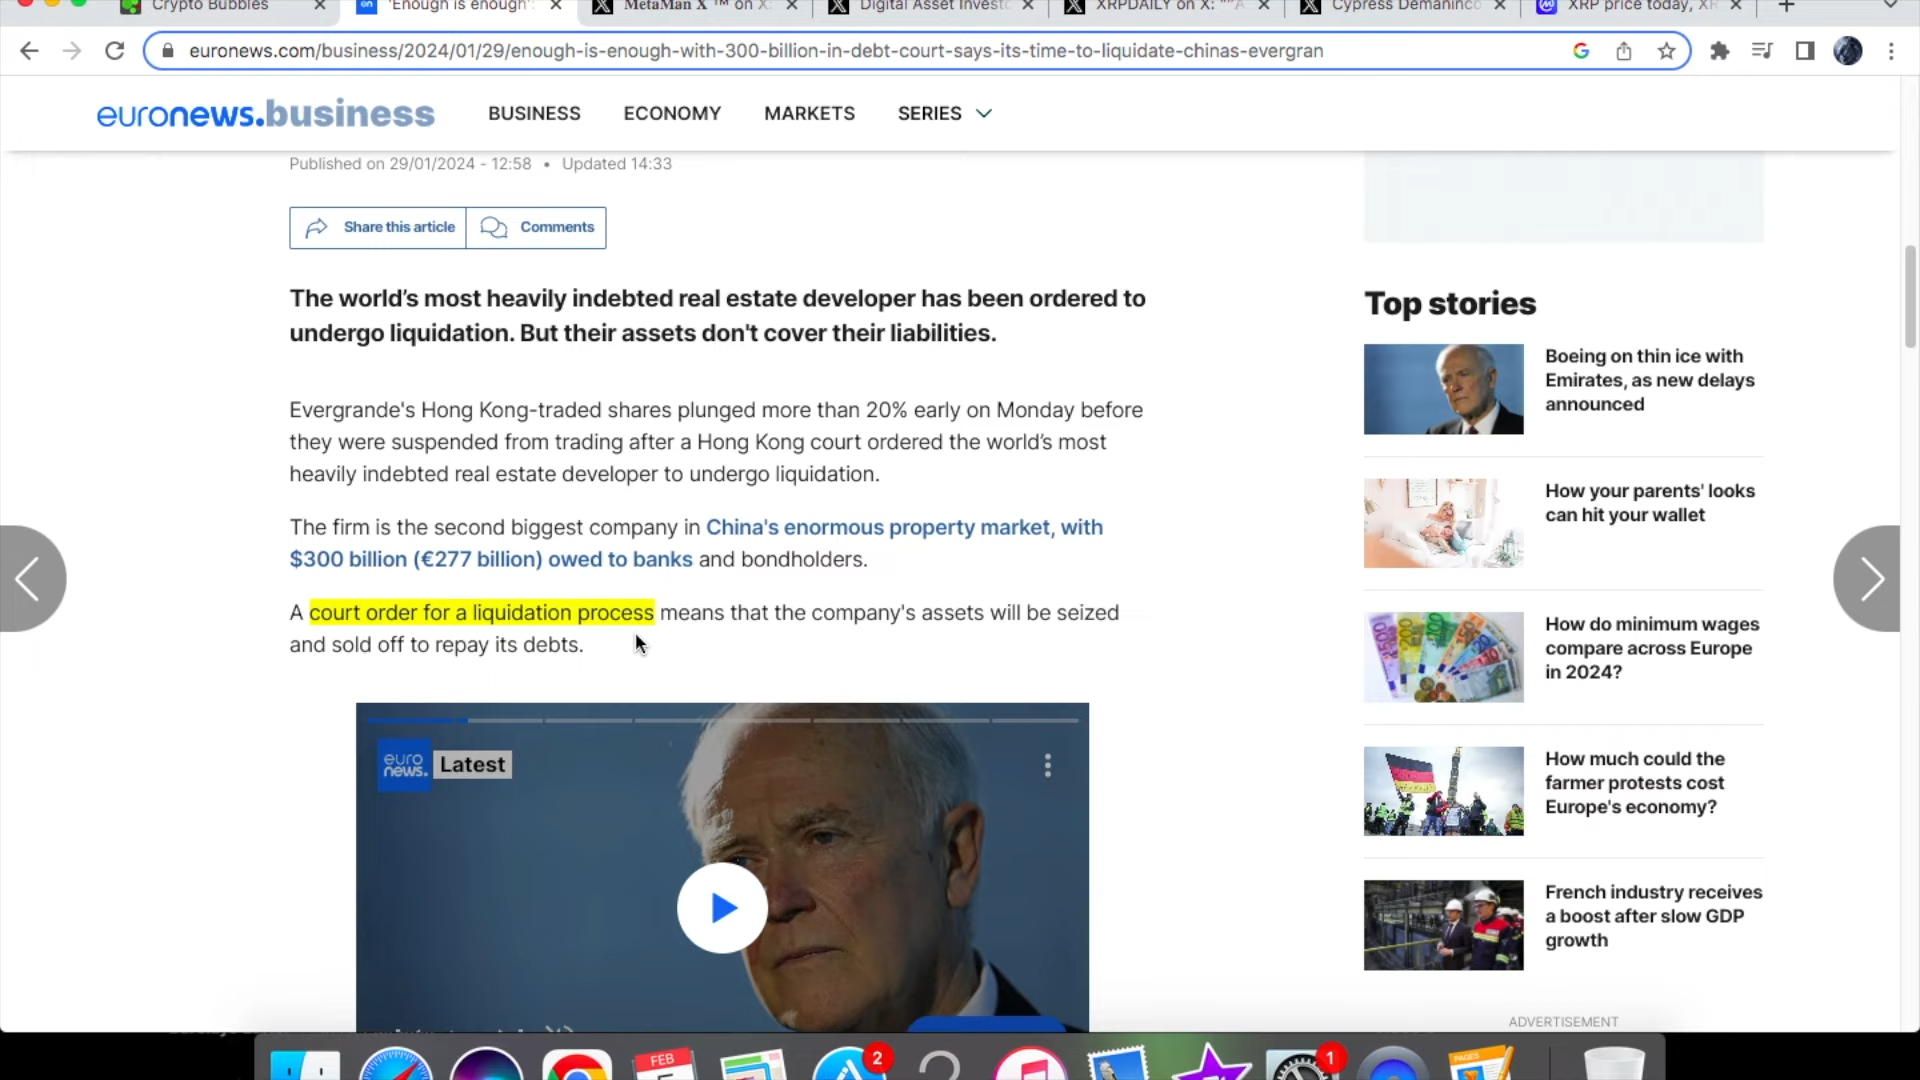 Crypto Bubbles
'Enough is enough':
MetaMan X ™ on X:
Digital Asset Investo
XRPDAILY on X: ""A
Cypress Demaninco
XRP price today, XR
euronews.com/business/2024/01/29/enough-is-enough-with-300-billion-in-debt-court-says-its-time-to-liquidate-chinas-evergran
euronews.business
BUSINESS
ECONOMY
MARKETS
SERIES
Published on 29/01/2024 - 12:58 • Updated 14:33
Share this article
Comments
The world's most heavily indebted real estate developer has been ordered to
undergo liquidation. But their assets don't cover their liabilities.
Evergrande's Hong Kong-traded shares plunged more than 20% early on Monday before
they were suspended from trading after a Hong Kong court ordered the world's most
heavily indebted real estate developer to undergo liquidation.
The firm is the second biggest company in China's enormous property market, with
$300 billion (€277 billion) owed to banks and bondholders.
A court order for a liquidation process means that the company's assets will be seized
and sold off to repay its debts.
euro
news.
Latest
Top stories
Boeing on thin ice with
Emirates, as new delays
announced
How your parents' looks
can hit your wallet
How do minimum wages
compare across Europe
in 2024?
How much could the
farmer protests cost
Europe's economy?
French industry receives
a boost after slow GDP
growth
ADVERTISEMENT
FEB
2
1
PAGES